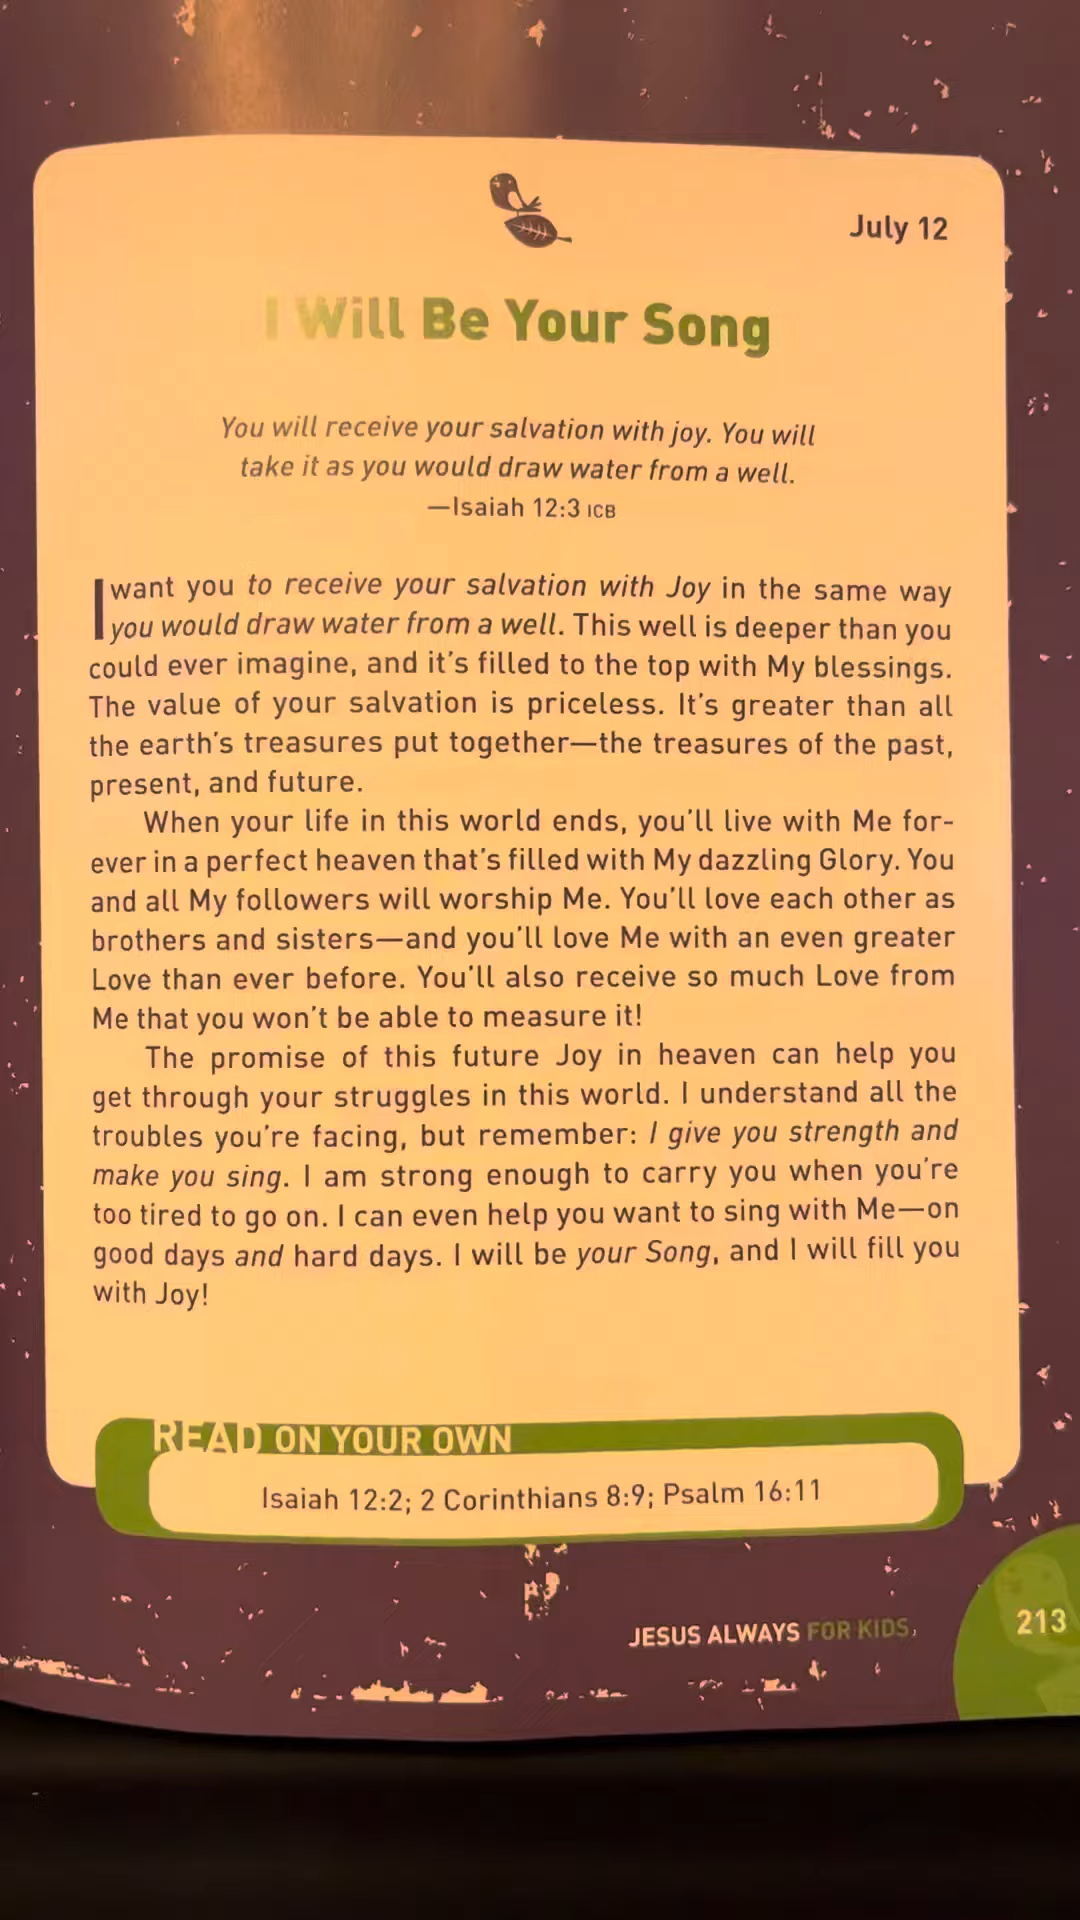 July 12
I Will Be Your Song
You will receive your salvation with joy. You will
take it as you would draw water from a well.
—Isaiah 12:3 ICB
I want you to receive your salvation with Joy in the same way
you would draw water from a well. This well is deeper than you
could ever imagine, and it's filled to the top with My blessings.
The value of your salvation is priceless. It's greater than all
the earth's treasures put together—the treasures of the past,
present, and future.
When your life in this world ends, you'll live with Me for-
ever in a perfect heaven that's filled with My dazzling Glory. You
and all My followers will worship Me. You'll love each other as
brothers and sisters—and you'll love Me with an even greater
Love than ever before. You'll also receive so much Love from
Me that you won't be able to measure it!
The promise of this future Joy in heaven can help you
get through your struggles in this world. I understand all the
troubles you're facing, but remember: I give you strength and
make you sing. I am strong enough to carry you when you're
too tired to go on. I can even help you want to sing with Me—on
good days and hard days. I will be your Song, and I will fill you
with Joy!
READ ON YOUR OWN
Isaiah 12:2; 2 Corinthians 8:9; Psalm 16:11
JESUS ALWAYS FOR KIDS
213